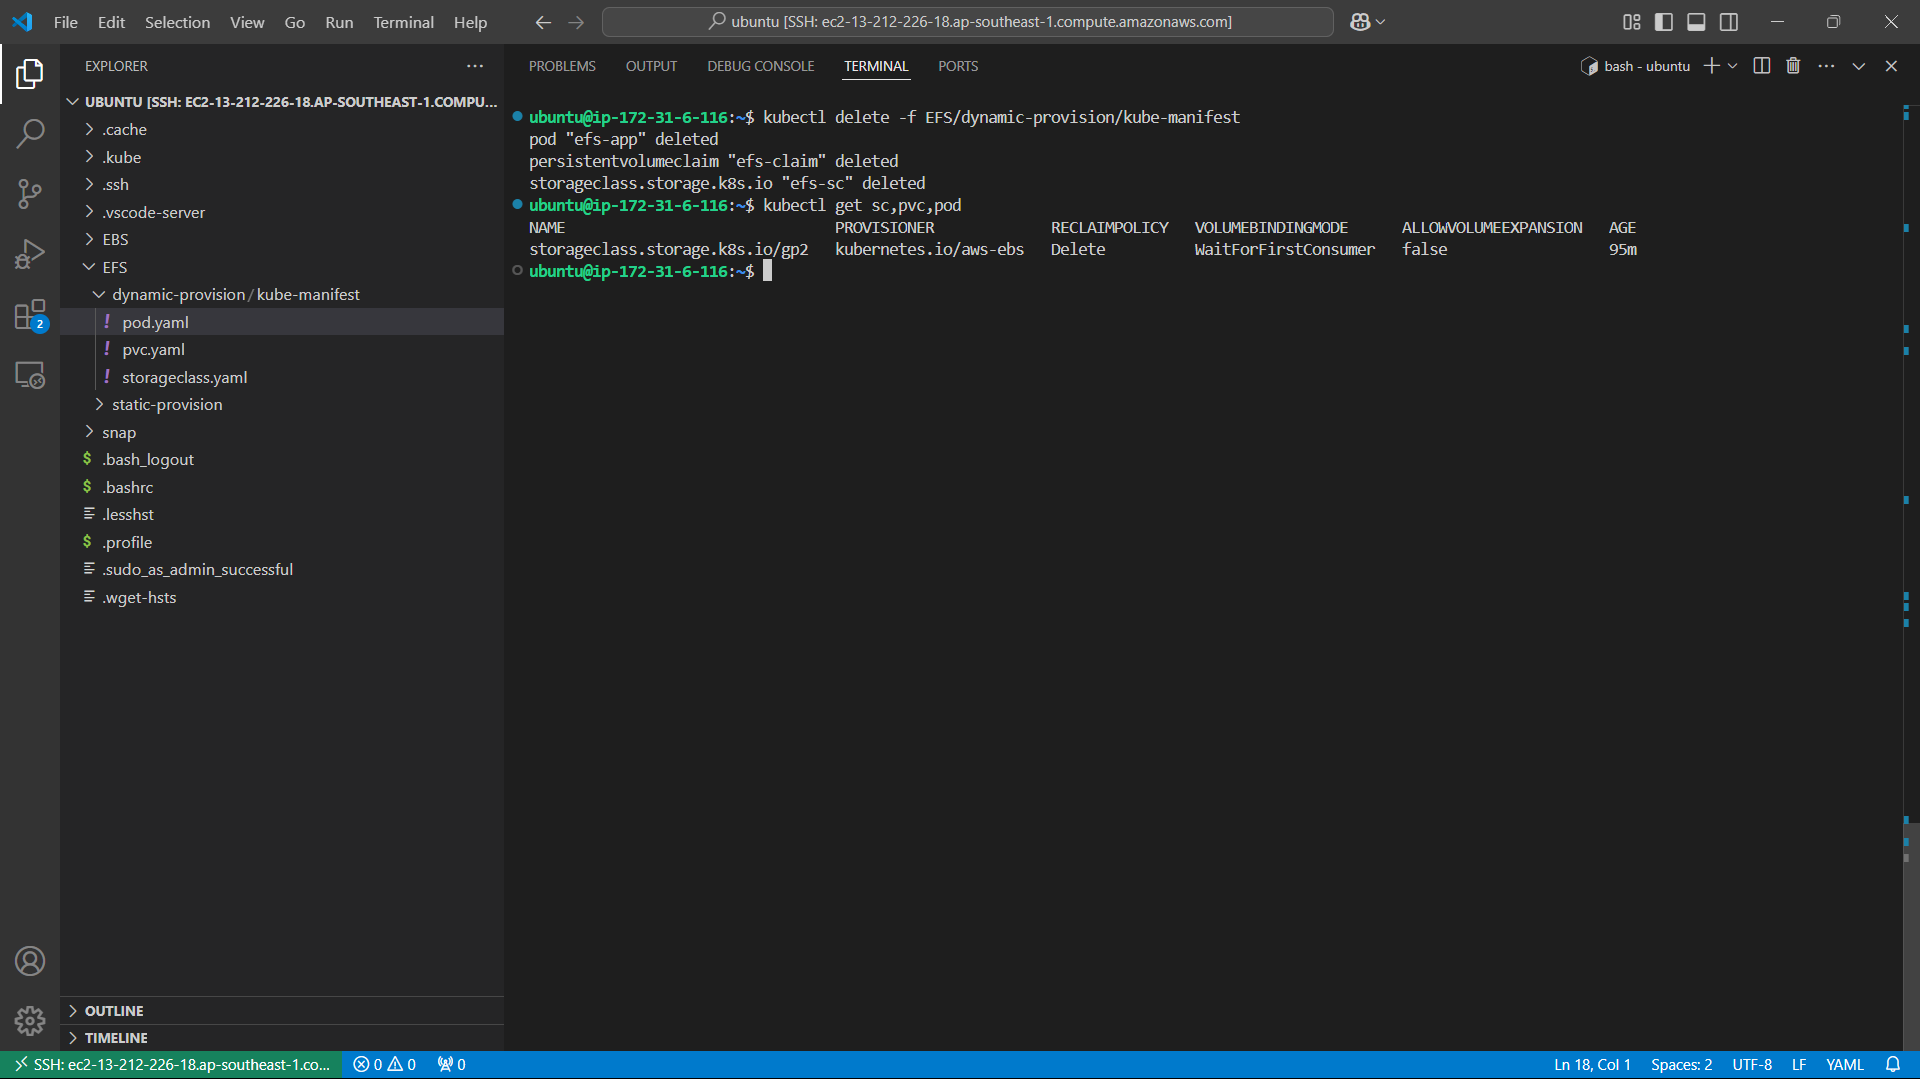 File Edit Selection View Go Run Terminal Help
ubuntu [SSH: ec2-13-212-226-18.ap-southeast-1.compute.amazonaws.com]
EXPLORER
UBUNTU [SSH: EC2-13-212-226-18.AP-SOUTHEAST-1.COMPU...
.cache
.kube
.ssh
.vscode-server
EBS
EFS
dynamic-provision / kube-manifest
! pod.yaml
! pvc.yaml
! storageclass.yaml
static-provision
snap
$ .bash_logout
$ .bashrc
.lesshst
$ .profile
.sudo_as_admin_successful
.wget-hsts
OUTLINE
TIMELINE
2
PROBLEMS OUTPUT DEBUG CONSOLE TERMINAL PORTS
bash - ubuntu
ubuntu@ip-172-31-6-116:~$ kubectl delete -f EFS/dynamic-provision/kube-manifest
pod "efs-app" deleted
persistentvolumeclaim "efs-claim" deleted
storageclass.storage.k8s.io "efs-sc" deleted
ubuntu@ip-172-31-6-116:~$ kubectl get sc,pvc,pod
NAME PROVISIONER RECLAIMPOLICY VOLUMEBINDINGMODE ALLOWVOLUMEEXPANSION AGE
storageclass.storage.k8s.io/gp2 kubernetes.io/aws-ebs Delete WaitForFirstConsumer false 95m
ubuntu@ip-172-31-6-116:~$
SSH: ec2-13-212-226-18.ap-southeast-1.co... 0 0 0
Ln 18, Col 1 Spaces: 2 UTF-8 LF YAML